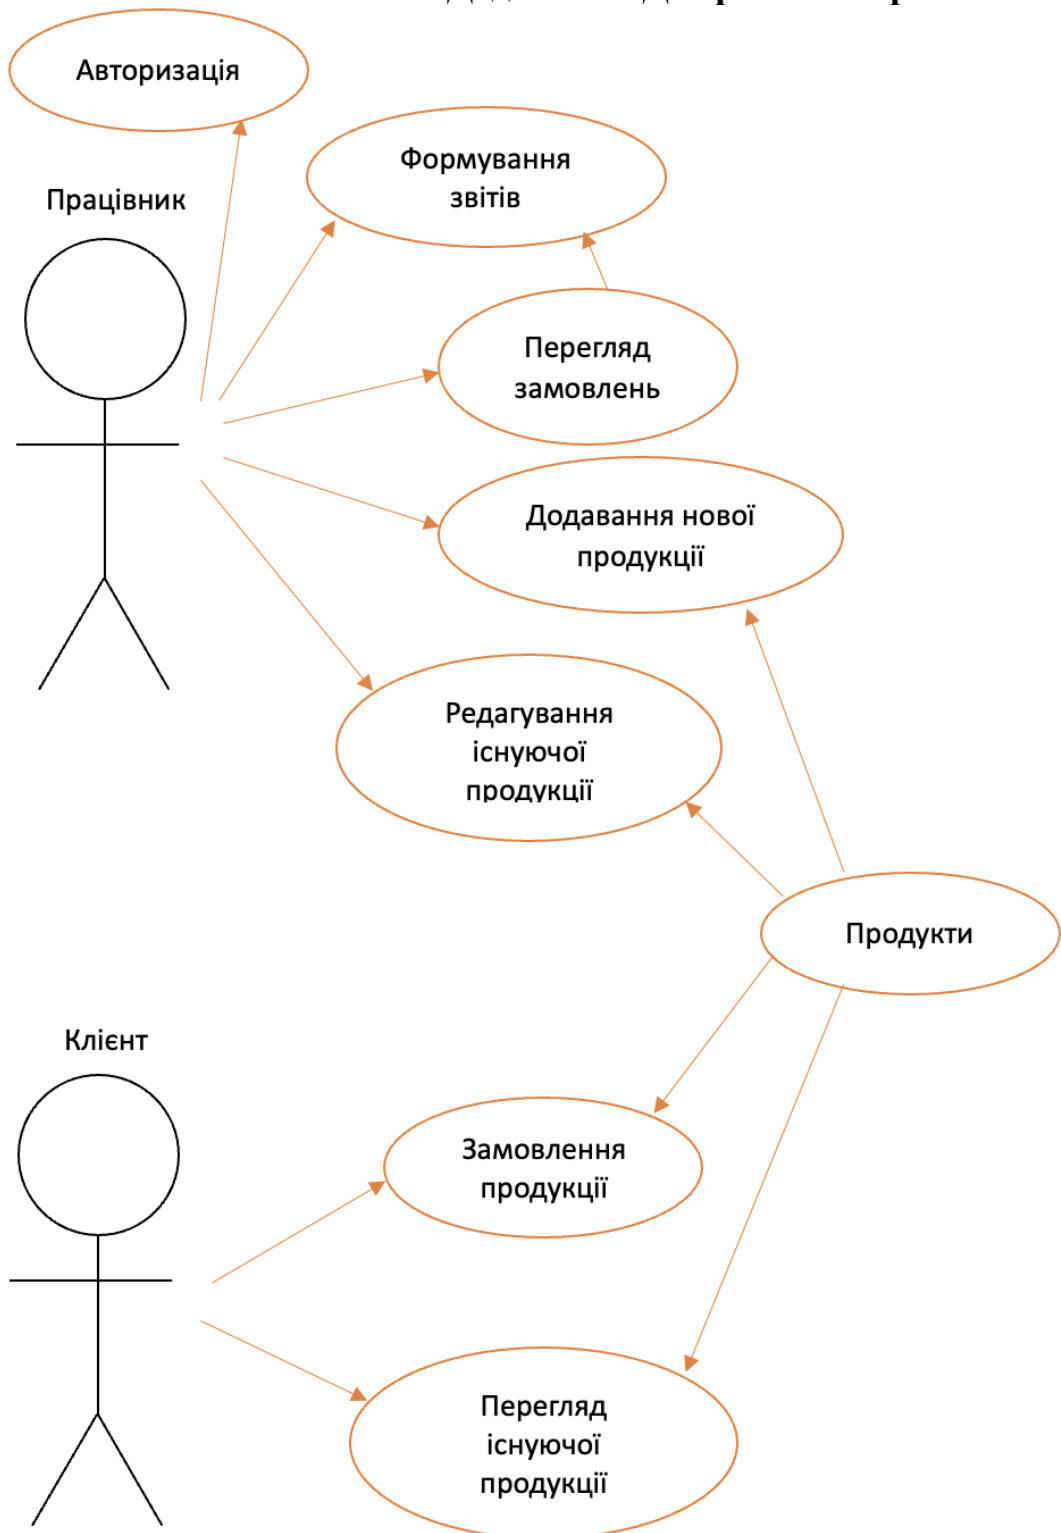 Авторизація
Формування
звітів
Працівник
Перегляд
замовлень
Додавання нової
продукції
Редагування
існуючої
продукції
Продукти
Клієнт
Замовлення
продукції
Перегляд
існуючої
продукції